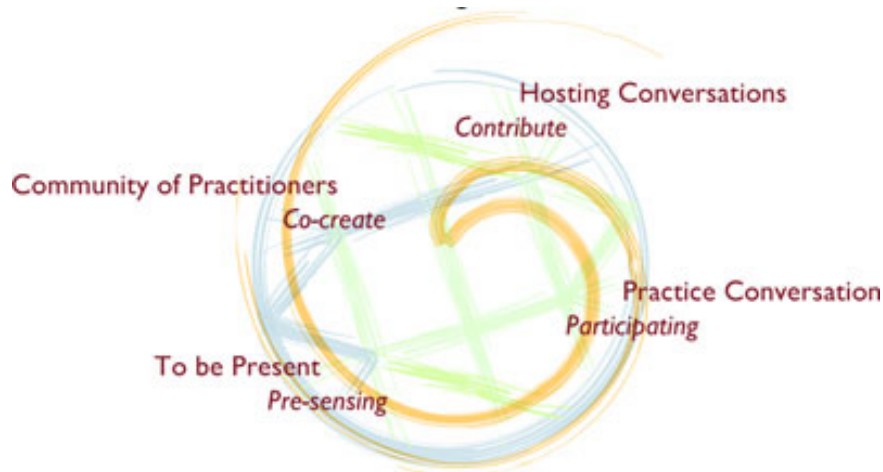 Hosting Conversations
Contribute
Community of Practitioners
Co-create
Practice Conversation
Participating
To be Present
Pre-sensing